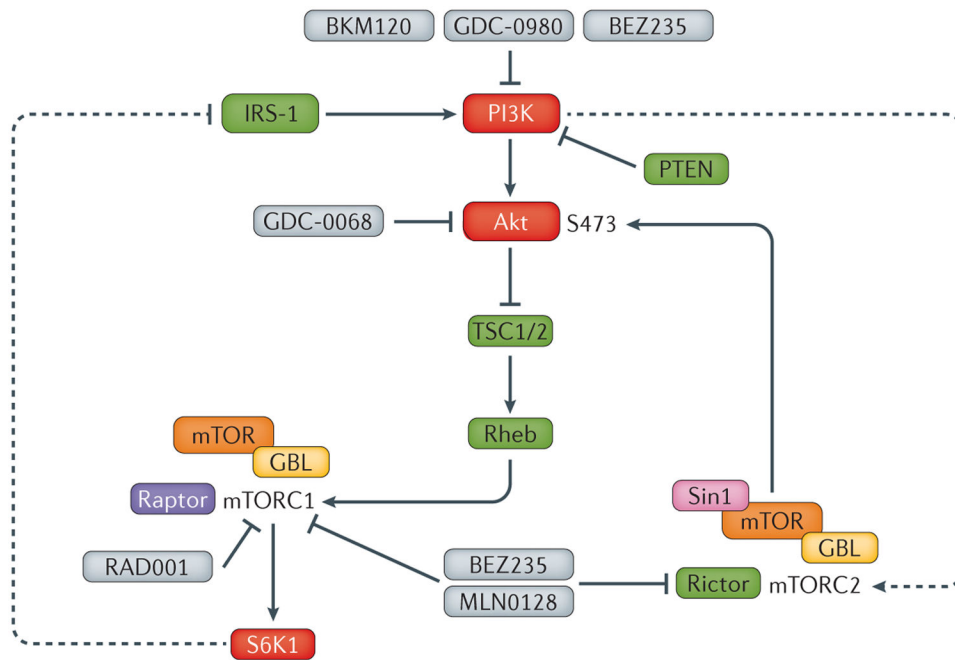 BKM120 GDC-0980 BEZ235
IRS-1 PI3K
PTEN
GDC-0068 Akt S473
TSC1/2
Rheb
mTOR
GBL
Raptor mTORC1
Sin1
mTOR
GBL
RAD001
BEZ235
MLN0128
Rictor mTORC2
S6K1